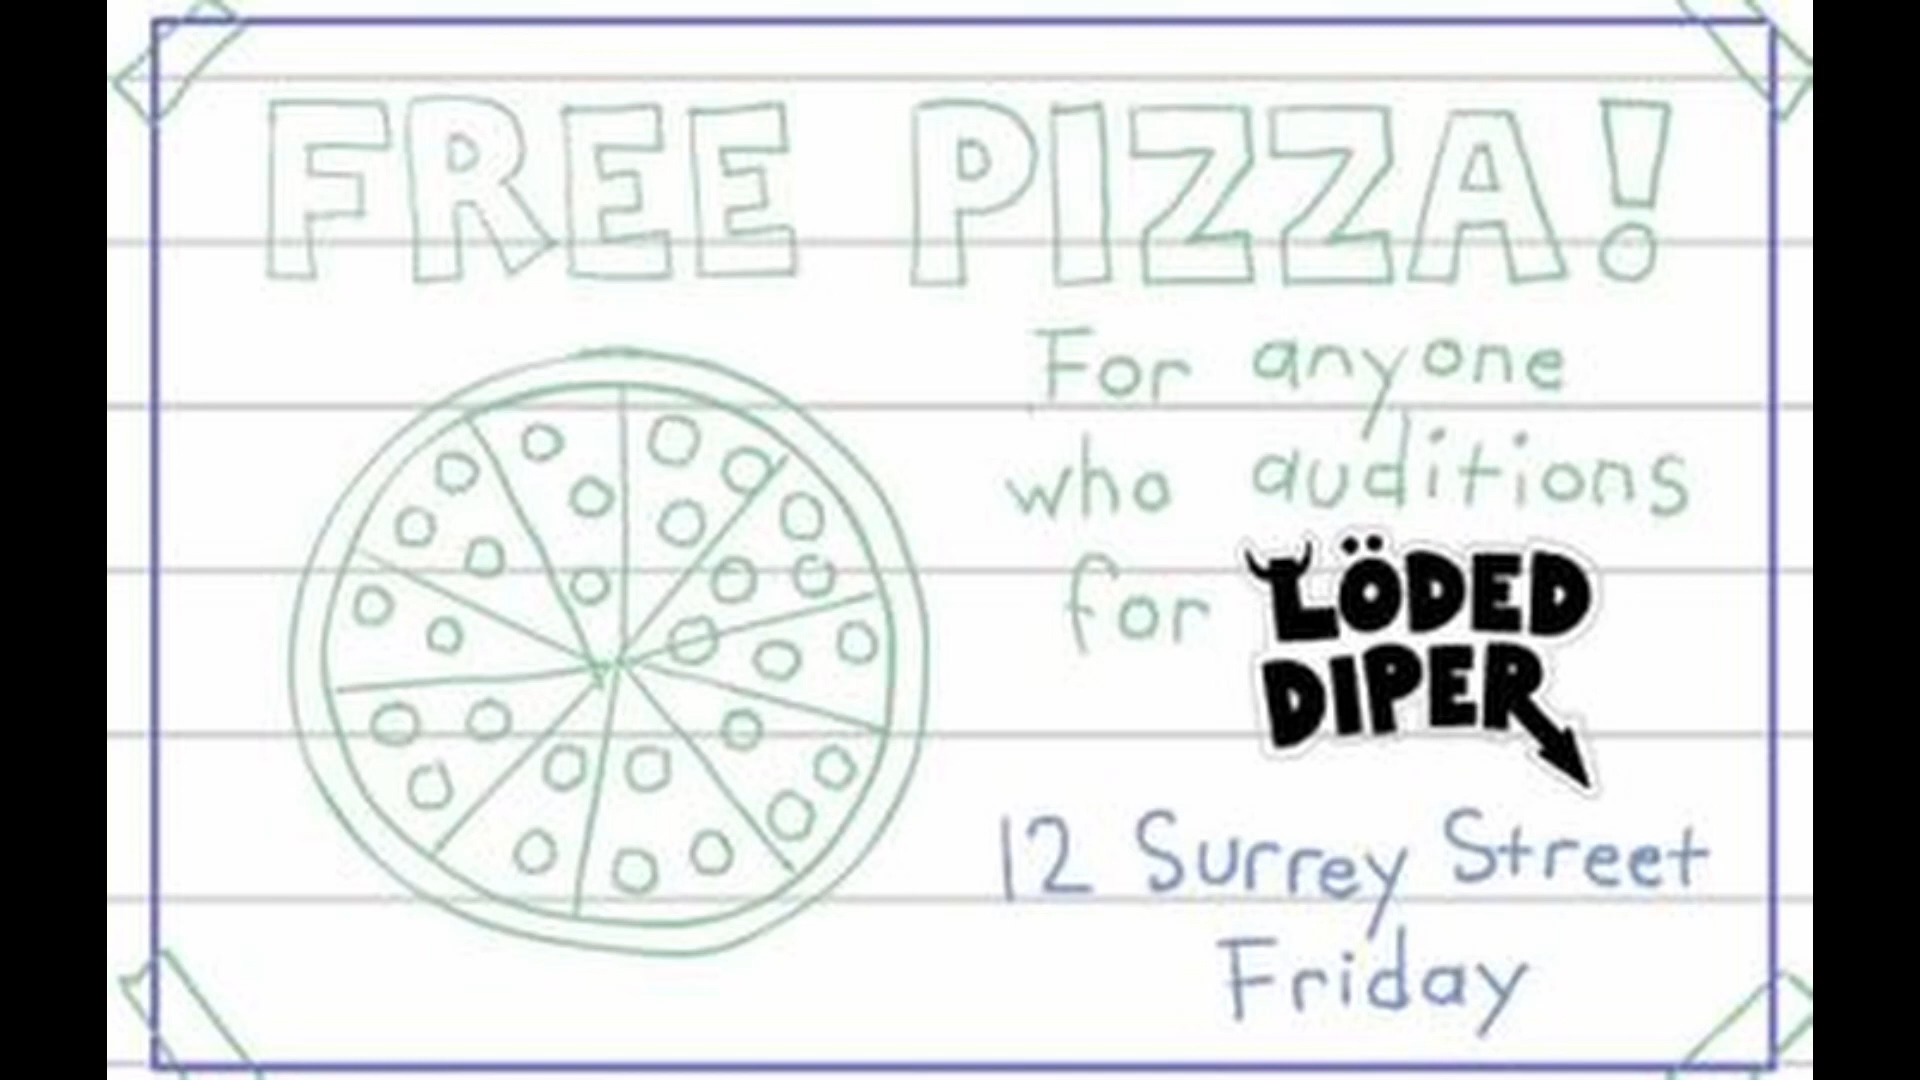 FREE PIZZA!
For anyone
who auditions
for LÖDED
DIPER
12 Surrey Street
Friday